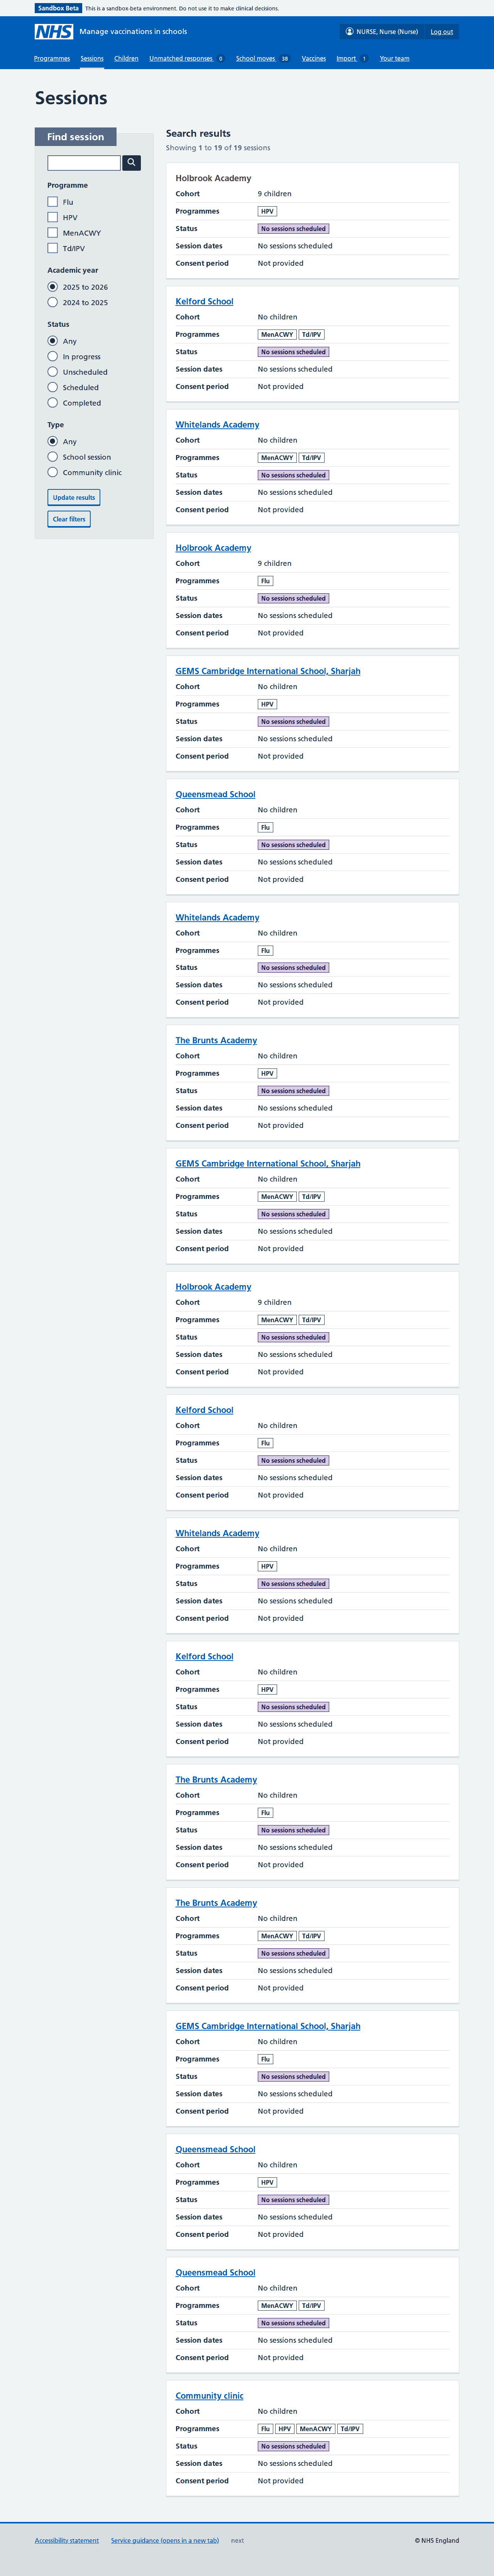 Sandbox Beta This is a sandbox-beta environment. Do not use it to make clinical decisions.
NHS Manage vaccinations in schools
NURSE, Nurse (Nurse) Log out
Programmes Sessions Children Unmatched responses 0 School moves 38 Vaccines Import 1 Your team
Sessions
Find session
Programme
Flu
HPV
MenACWY
Td/IPV
Academic year
2025 to 2026
2024 to 2025
Status
Any
In progress
Unscheduled
Scheduled
Completed
Type
Any
School session
Community clinic
Update results
Clear filters
Search results
Showing 1 to 19 of 19 sessions
Holbrook Academy
Cohort 9 children
Programmes HPV
Status No sessions scheduled
Session dates No sessions scheduled
Consent period Not provided
Kelford School
Cohort No children
Programmes MenACWY Td/IPV
Status No sessions scheduled
Session dates No sessions scheduled
Consent period Not provided
Whitelands Academy
Cohort No children
Programmes MenACWY Td/IPV
Status No sessions scheduled
Session dates No sessions scheduled
Consent period Not provided
Holbrook Academy
Cohort 9 children
Programmes Flu
Status No sessions scheduled
Session dates No sessions scheduled
Consent period Not provided
GEMS Cambridge International School, Sharjah
Cohort No children
Programmes HPV
Status No sessions scheduled
Session dates No sessions scheduled
Consent period Not provided
Queensmead School
Cohort No children
Programmes Flu
Status No sessions scheduled
Session dates No sessions scheduled
Consent period Not provided
Whitelands Academy
Cohort No children
Programmes Flu
Status No sessions scheduled
Session dates No sessions scheduled
Consent period Not provided
The Brunts Academy
Cohort No children
Programmes HPV
Status No sessions scheduled
Session dates No sessions scheduled
Consent period Not provided
GEMS Cambridge International School, Sharjah
Cohort No children
Programmes MenACWY Td/IPV
Status No sessions scheduled
Session dates No sessions scheduled
Consent period Not provided
Holbrook Academy
Cohort 9 children
Programmes MenACWY Td/IPV
Status No sessions scheduled
Session dates No sessions scheduled
Consent period Not provided
Kelford School
Cohort No children
Programmes Flu
Status No sessions scheduled
Session dates No sessions scheduled
Consent period Not provided
Whitelands Academy
Cohort No children
Programmes HPV
Status No sessions scheduled
Session dates No sessions scheduled
Consent period Not provided
Kelford School
Cohort No children
Programmes HPV
Status No sessions scheduled
Session dates No sessions scheduled
Consent period Not provided
The Brunts Academy
Cohort No children
Programmes Flu
Status No sessions scheduled
Session dates No sessions scheduled
Consent period Not provided
The Brunts Academy
Cohort No children
Programmes MenACWY Td/IPV
Status No sessions scheduled
Session dates No sessions scheduled
Consent period Not provided
GEMS Cambridge International School, Sharjah
Cohort No children
Programmes Flu
Status No sessions scheduled
Session dates No sessions scheduled
Consent period Not provided
Queensmead School
Cohort No children
Programmes HPV
Status No sessions scheduled
Session dates No sessions scheduled
Consent period Not provided
Queensmead School
Cohort No children
Programmes MenACWY Td/IPV
Status No sessions scheduled
Session dates No sessions scheduled
Consent period Not provided
Community clinic
Cohort No children
Programmes Flu HPV MenACWY Td/IPV
Status No sessions scheduled
Session dates No sessions scheduled
Consent period Not provided
Accessibility statement Service guidance (opens in a new tab) next © NHS England